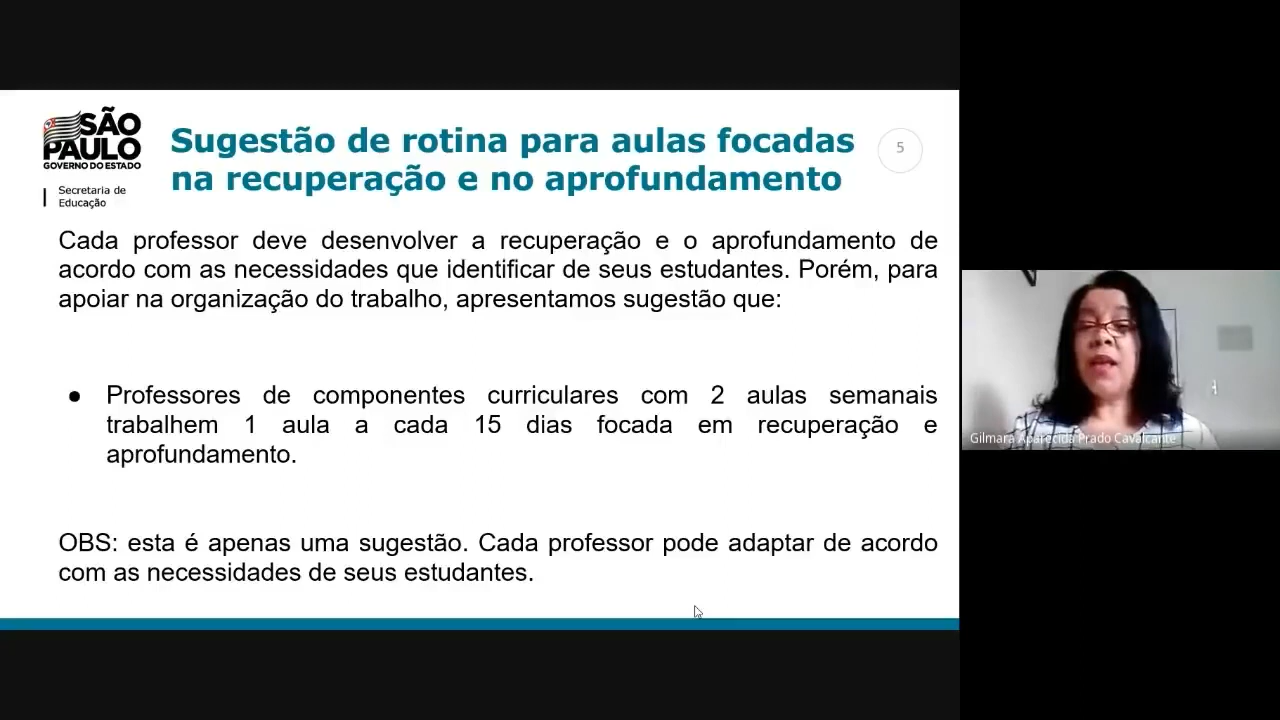 SÃO
PAULO
GOVERNO DO ESTADO
Secretaria de
Educação
Sugestão de rotina para aulas focadas
na recuperação e no aprofundamento
5
Cada professor deve desenvolver a recuperação e o aprofundamento de
acordo com as necessidades que identificar de seus estudantes. Porém, para
apoiar na organização do trabalho, apresentamos sugestão que:
● Professores de componentes curriculares com 2 aulas semanais
trabalhem 1 aula a cada 15 dias focada em recuperação e
aprofundamento.
OBS: esta é apenas uma sugestão. Cada professor pode adaptar de acordo
com as necessidades de seus estudantes.
Gilmara Aparecida Prado Cavalcante